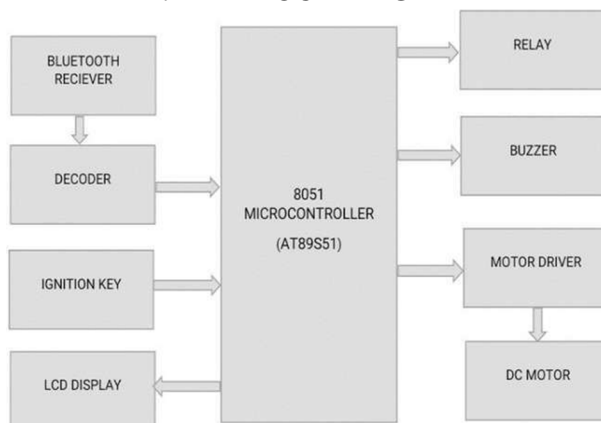 BLUETOOTH
RECIEVER
DECODER
IGNITION KEY
LCD DISPLAY
8051
MICROCONTROLLER
(AT89S51)
RELAY
BUZZER
MOTOR DRIVER
DC MOTOR